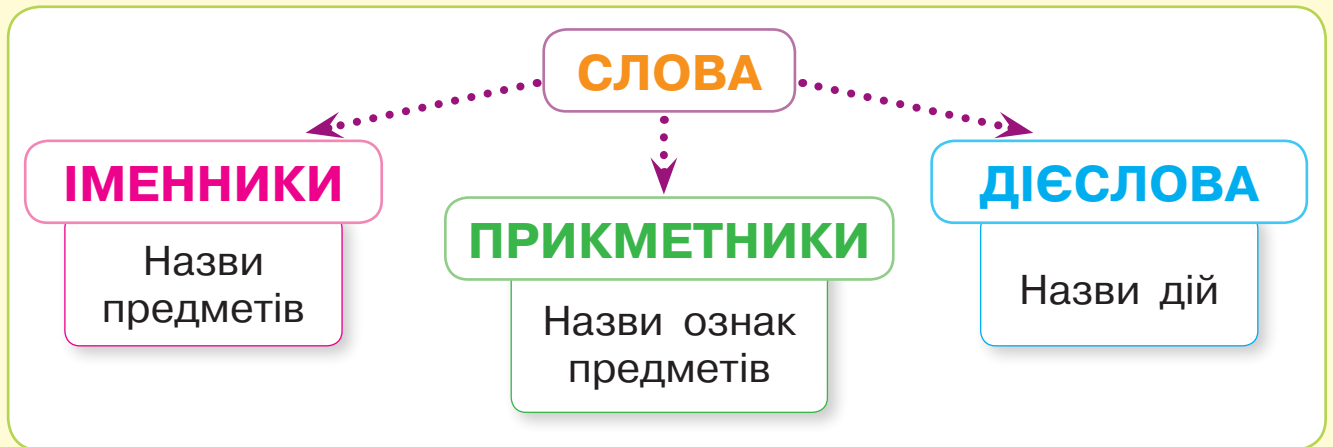 СЛОВА
ІМЕННИКИ
Назви
предметів
ПРИКМЕТНИКИ
Назви ознак
предметів
ДІЄСЛОВА
Назви дій